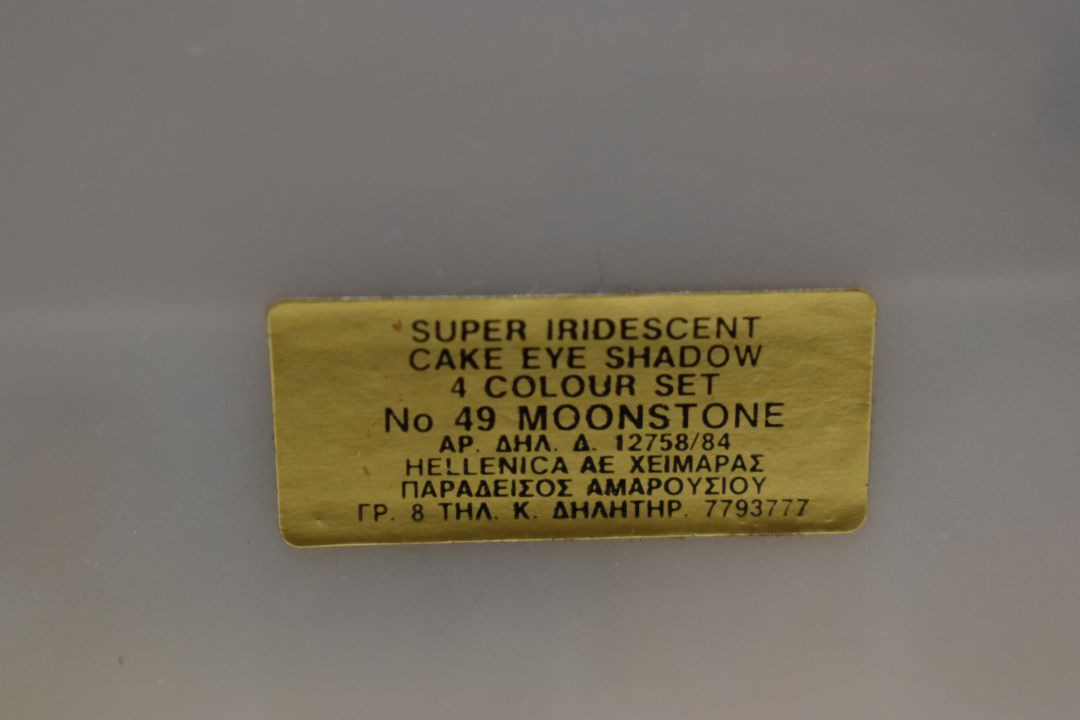 SUPER IRIDESCENT
CAKE EYE SHADOW
4 COLOUR SET
No 49 MOONSTONE
ΑΡ. ΔΗΛ. Δ. 12758/84
HELLENICA AE ΧΕΙΜΑΡΑΣ
ΠΑΡΑΔΕΙΣΟΣ ΑΜΑΡΟΥΣΙΟΥ
ΓΡ. 8 ΤΗΛ. Κ. ΔΗΛΗΤΗΡ. 7793777